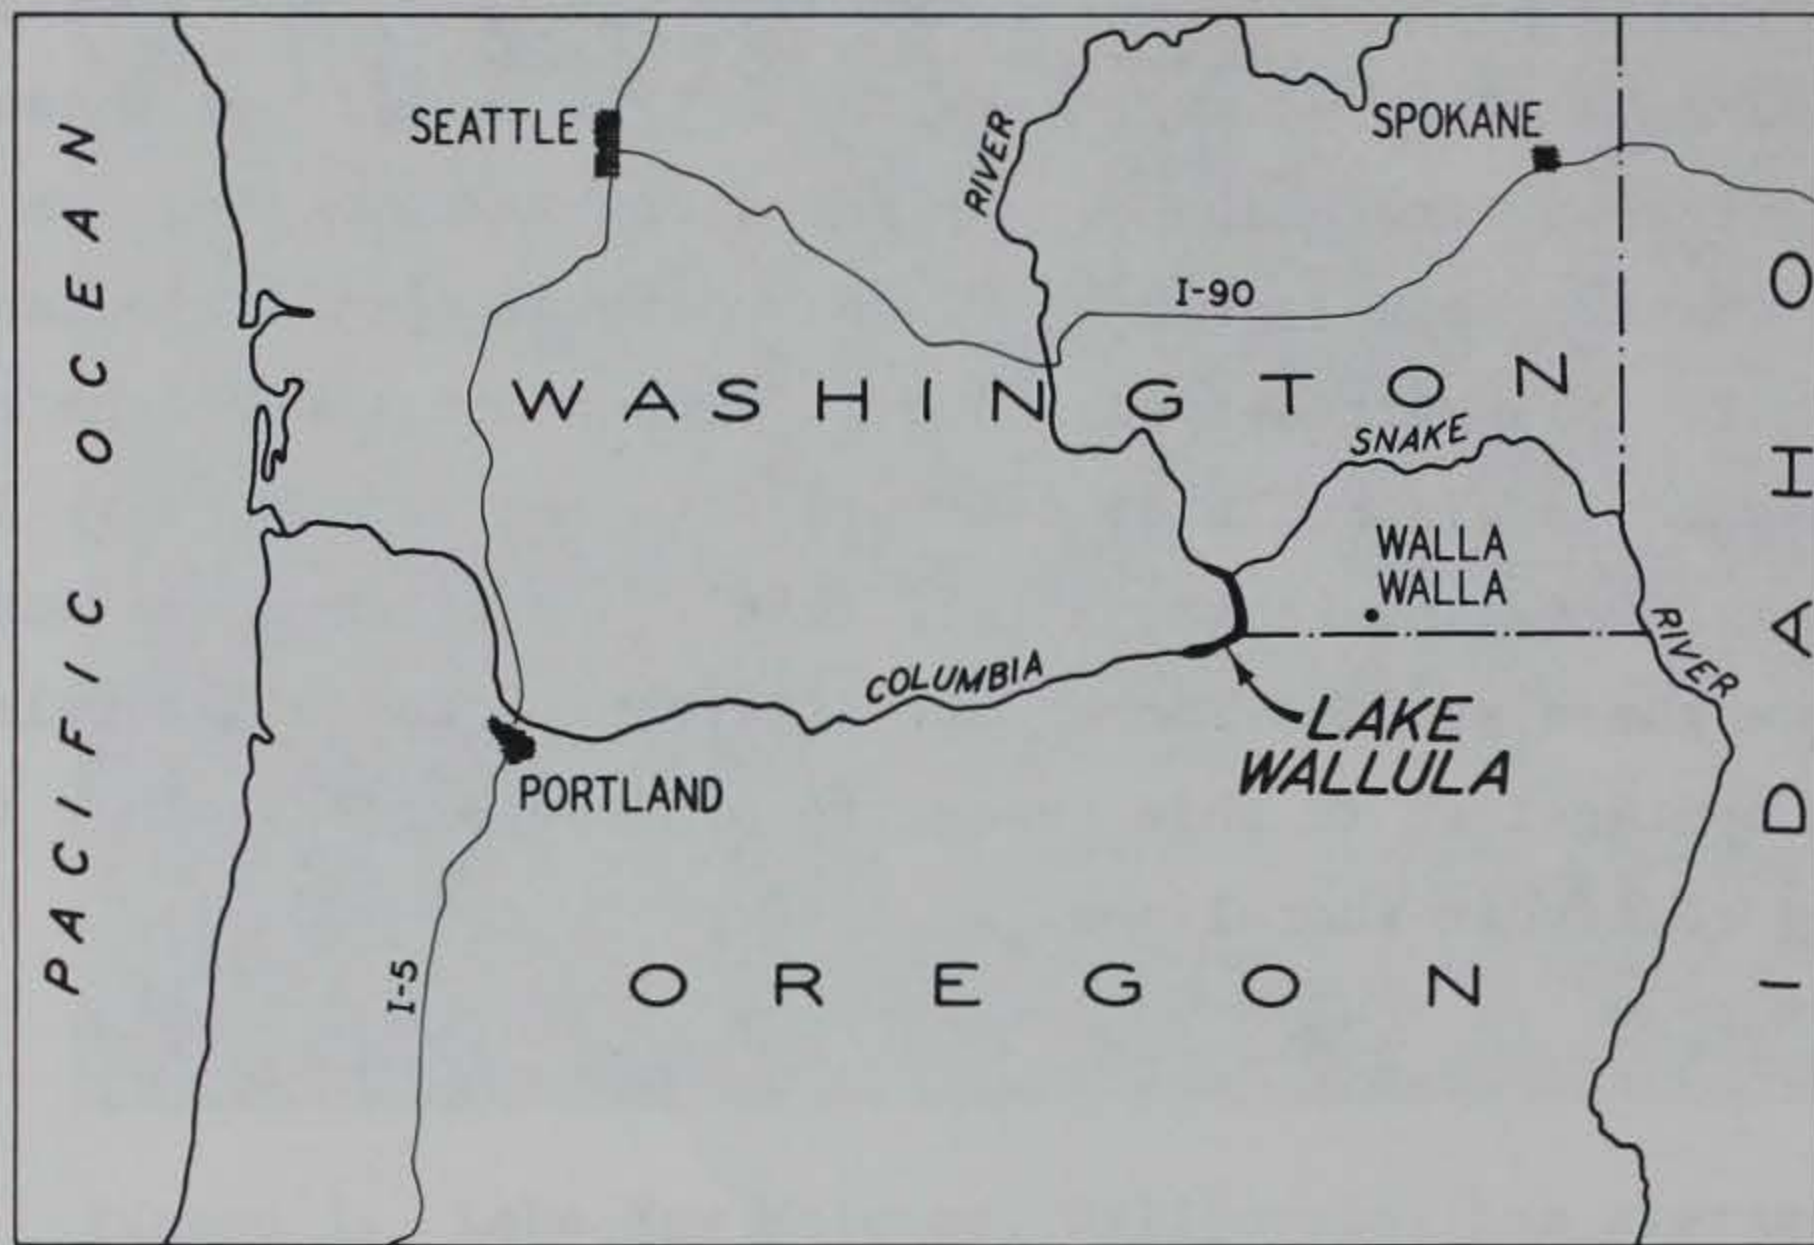 SEATTLE
SPOKANE
RIVER
PACIFIC OCEAN
I-90
WASHINGTON
SNAKE
WALLA
WALLA
RIVER
COLUMBIA
LAKE
WALLULA
PORTLAND
IDAHO
I-5
OREGON